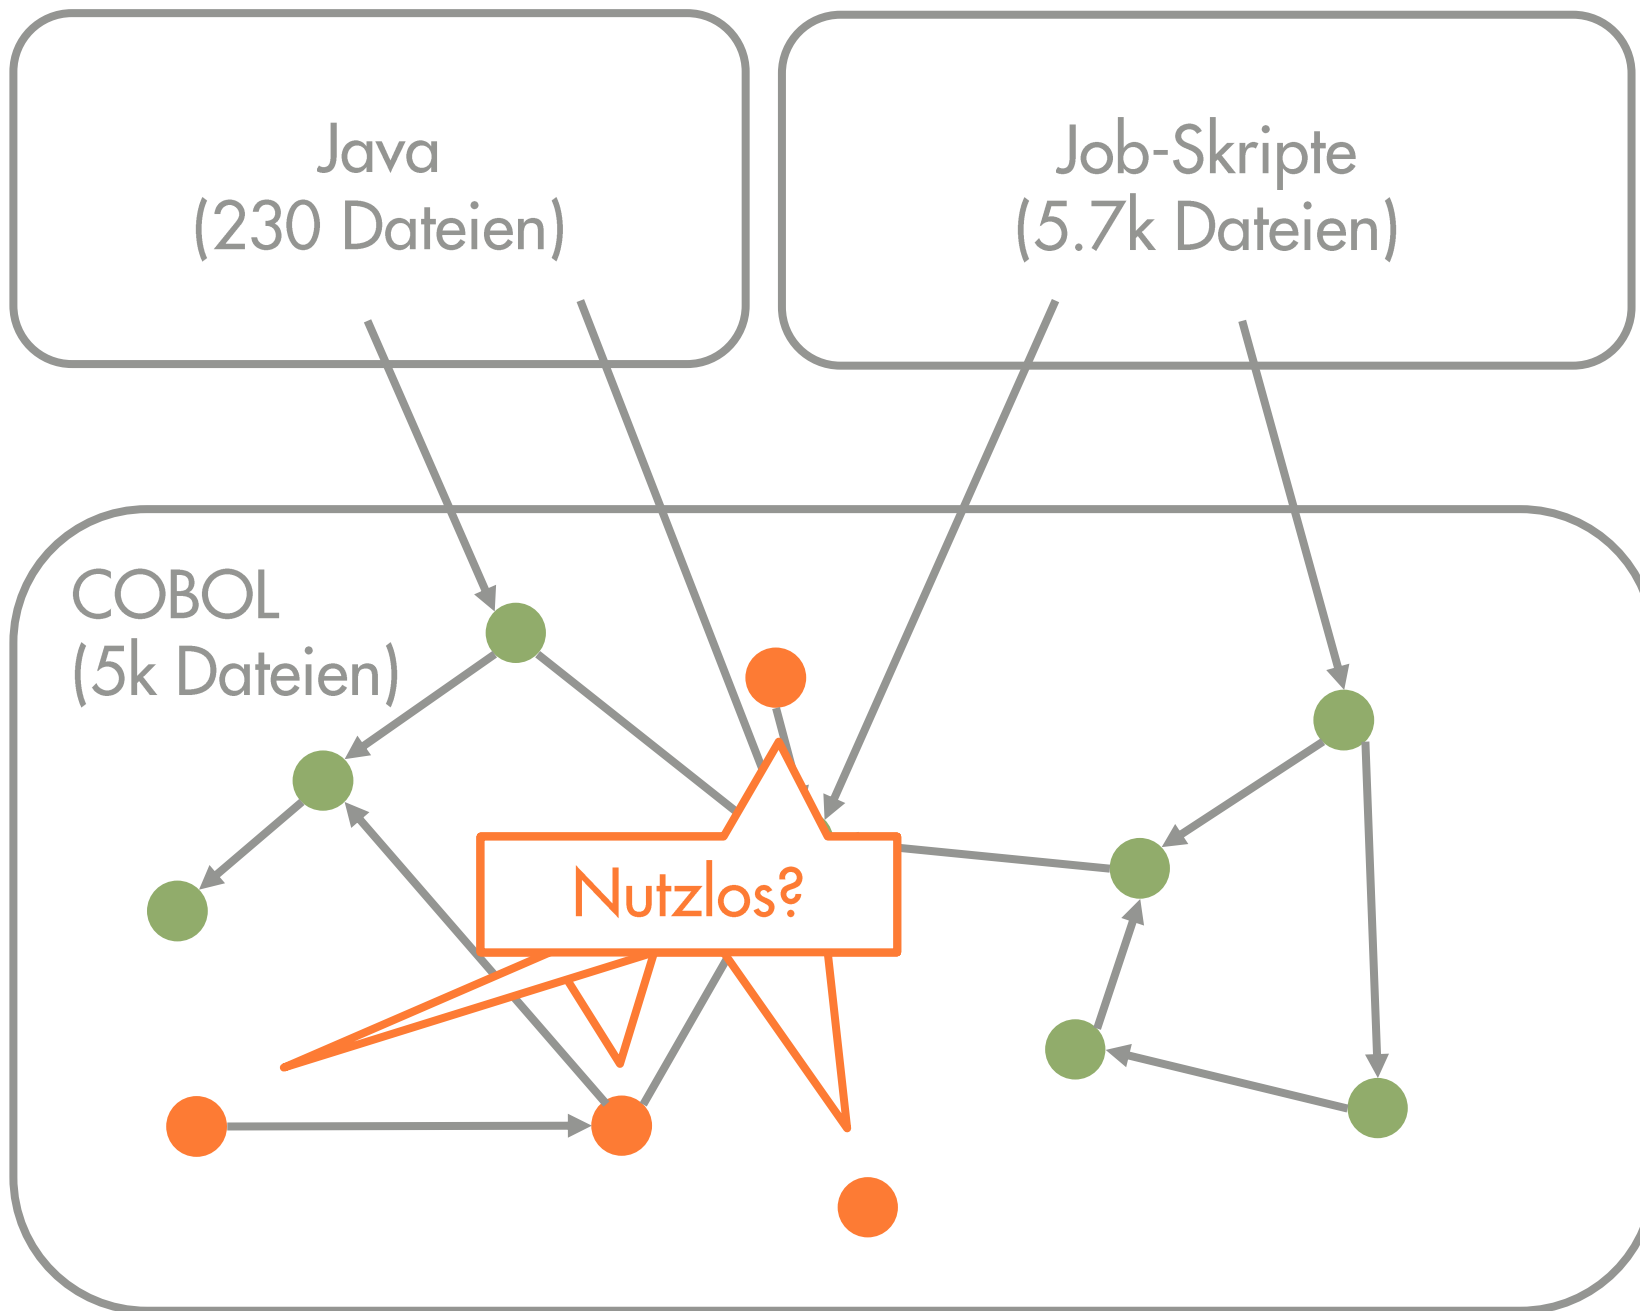 Java
(230 Dateien)
Job-Skripte
(5.7k Dateien)
COBOL
(5k Dateien)
Nutzlos?